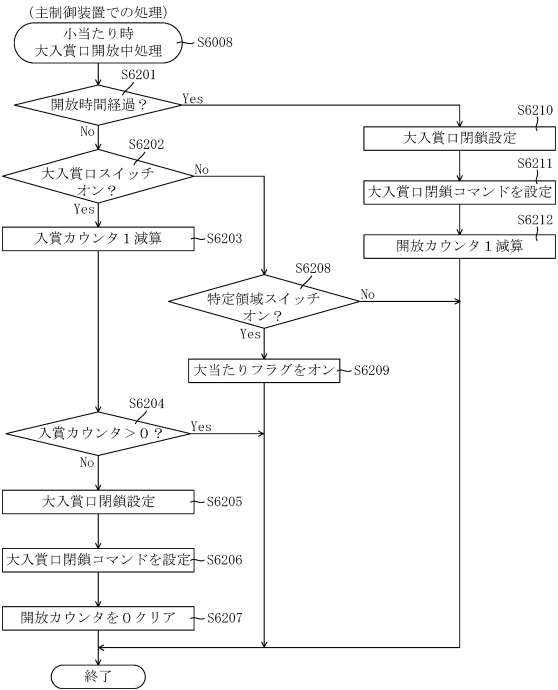 (主制御装置での処理)
小当たり時
大入賞口開放中処理
S6008
S6201
開放時間経過?
Yes
No
S6210
大入賞口閉鎖設定
S6202
大入賞口スイッチ
オン?
No
Yes
S6211
大入賞口閉鎖コマンドを設定
S6203
入賞カウンタ1減算
S6212
開放カウンタ1減算
S6208
特定領域スイッチ
オン?
No
Yes
大当たりフラグをオン
S6209
S6204
入賞カウンタ>0?
Yes
No
大入賞口閉鎖設定
S6205
大入賞口閉鎖コマンドを設定
S6206
開放カウンタを0クリア
S6207
終了